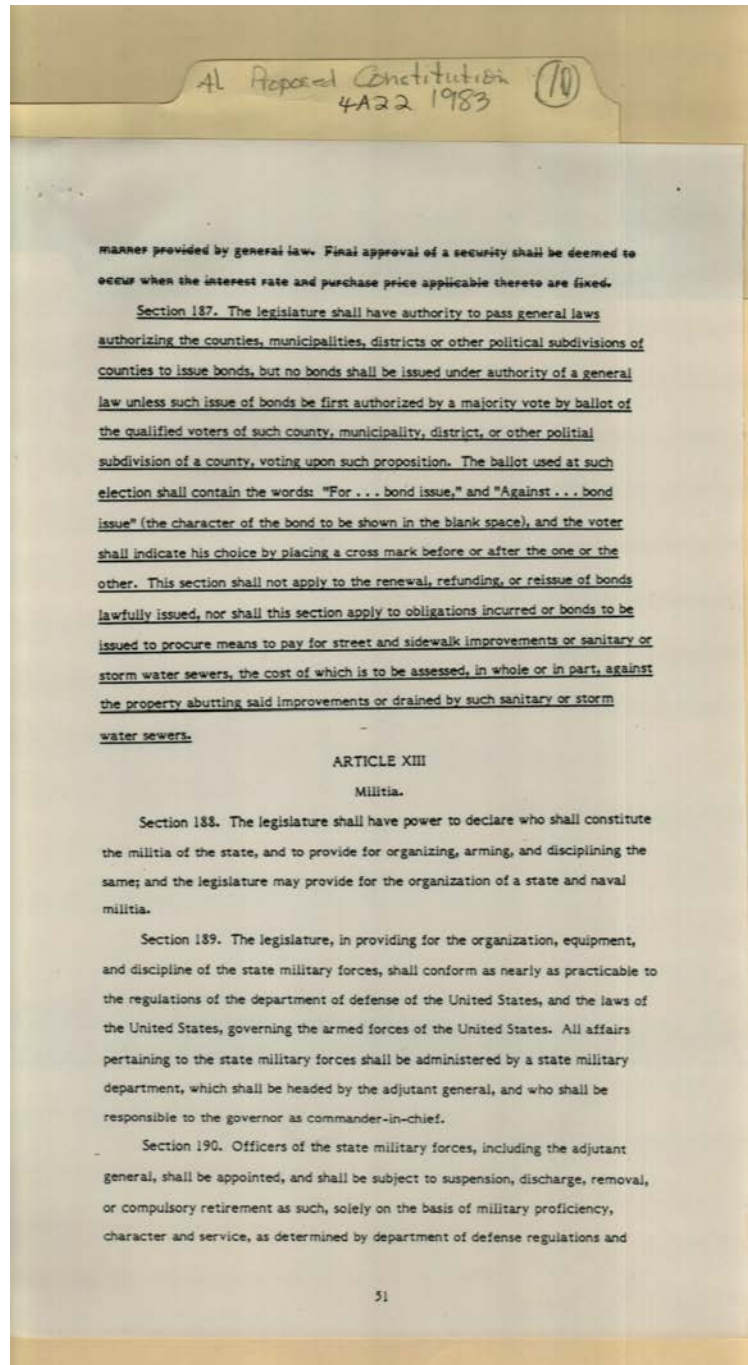 AL Proposed Constitution 10
4A22 1983
manner provided by general law. Final approval of a security shall be deemed to
occur when the interest rate and purchase price applicable thereto are fixed.
Section 187. The legislature shall have authority to pass general laws
authorizing the counties, municipalities, districts or other political subdivisions of
counties to issue bonds, but no bonds shall be issued under authority of a general
law unless such issue of bonds be first authorized by a majority vote by ballot of
the qualified voters of such county, municipality, district, or other politial
subdivision of a county, voting upon such proposition. The ballot used at such
election shall contain the words: "For . . . bond issue," and "Against . . . bond
issue" (the character of the bond to be shown in the blank space), and the voter
shall indicate his choice by placing a cross mark before or after the one or the
other. This section shall not apply to the renewal, refunding, or reissue of bonds
lawfully issued, nor shall this section apply to obligations incurred or bonds to be
issued to procure means to pay for street and sidewalk improvements or sanitary or
storm water sewers, the cost of which is to be assessed, in whole or in part, against
the property abutting said improvements or drained by such sanitary or storm
water sewers.
ARTICLE XIII
Militia.
Section 188. The legislature shall have power to declare who shall constitute
the militia of the state, and to provide for organizing, arming, and disciplining the
same; and the legislature may provide for the organization of a state and naval
militia.
Section 189. The legislature, in providing for the organization, equipment,
and discipline of the state military forces, shall conform as nearly as practicable to
the regulations of the department of defense of the United States, and the laws of
the United States, governing the armed forces of the United States. All affairs
pertaining to the state military forces shall be administered by a state military
department, which shall be headed by the adjutant general, and who shall be
responsible to the governor as commander-in-chief.
Section 190. Officers of the state military forces, including the adjutant
general, shall be appointed, and shall be subject to suspension, discharge, removal,
or compulsory retirement as such, solely on the basis of military proficiency,
character and service, as determined by department of defense regulations and
51